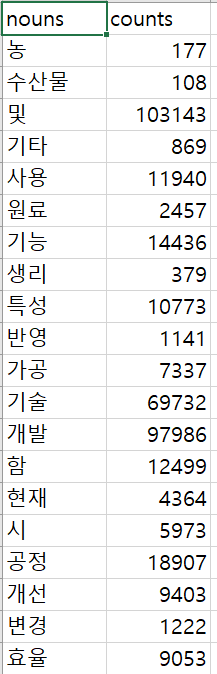 nouns counts
농 177
수산물 108
및 103143
기타 869
사용 11940
원료 2457
기능 14436
생리 379
특성 10773
반영 1141
가공 7337
기술 69732
개발 97986
함 12499
현재 4364
시 5973
공정 18907
개선 9403
변경 1222
효율 9053